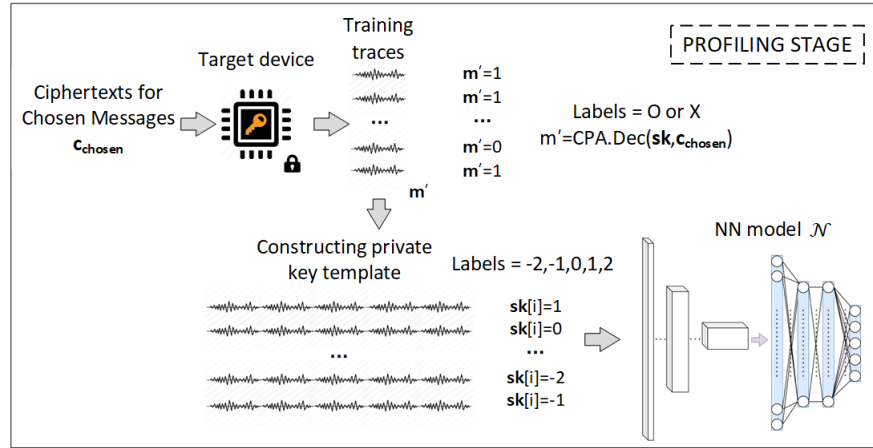 PROFILING STAGE
Training
traces
Target device
Ciphertexts for
Chosen Messages
c_chosen
m'=1
m'=1
...
...
m'=0
m'=1
Labels = O or X
m'=CPA.Dec(sk,c_chosen)
m'
Constructing private
key template
Labels = -2,-1,0,1,2
sk[i]=1
sk[i]=0
...
...
sk[i]=-2
sk[i]=-1
NN model 𝒩